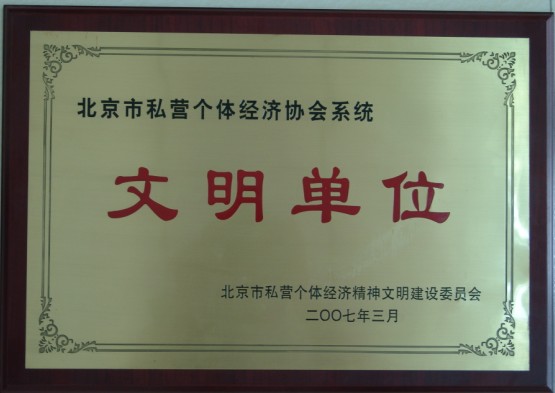 北京市私营个体经济协会系统
文明单位
北京市私营个体经济精神文明建设委员会
二〇〇七年三月